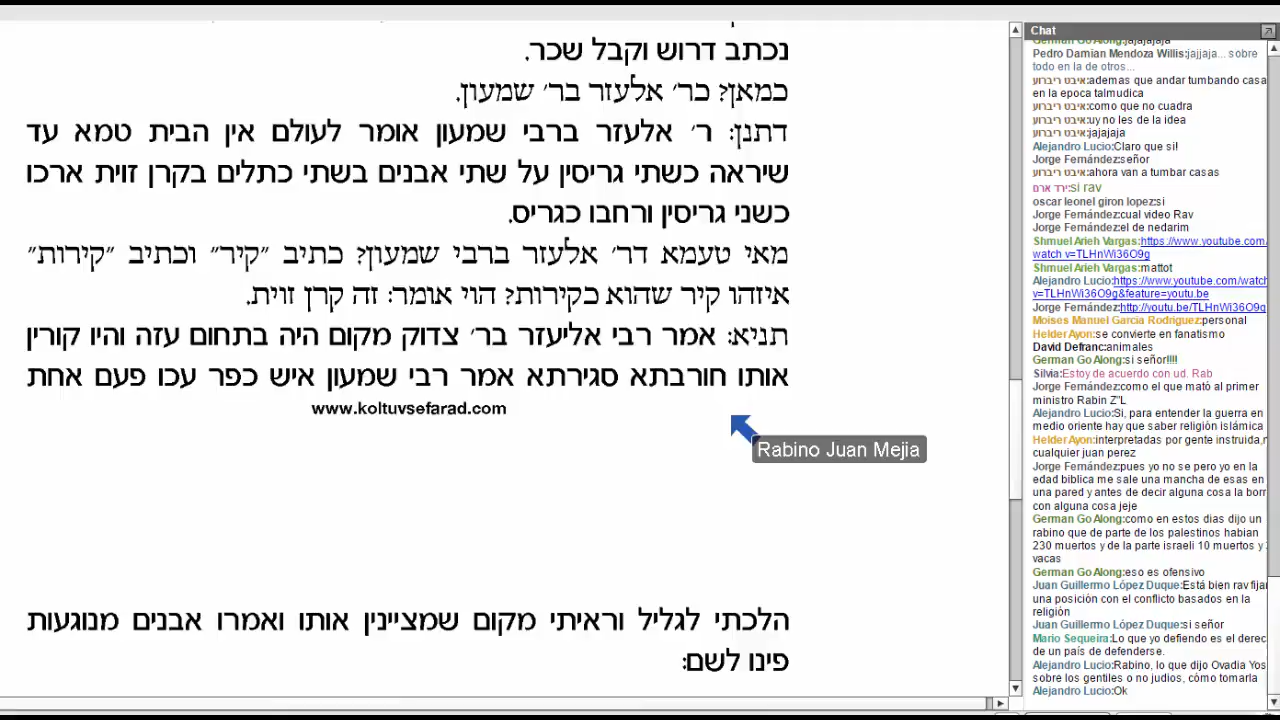 נכתב דרוש וקבל שכר.
כמאן? כר׳ אלעזר בר׳ שמעון.
דתנן: ר׳ אלעזר ברבי שמעון אומר לעולם אין הבית טמא עד
שיראה כשתי גריסין על שתי אבנים בשתי כתלים בקרן זוית ארכו
כשני גריסין ורחבו כגריס.
מאי טעמא דר׳ אלעזר ברבי שמעון? כתיב ״קיר״ וכתיב ״קירות״
איזהו קיר שהוא כקירות? הוי אומר: זה קרן זוית.
תניא: אמר רבי אליעזר בר׳ צדוק מקום היה בתחום עזה והיו קורין
אותו חורבתא סגירתא אמר רבי שמעון איש כפר עכו פעם אחת
www.koltuvsefarad.com
Rabino Juan Mejia
הלכתי לגליל וראיתי מקום שמציינין אותו ואמרו אבנים מנוגעות
פינו לשם:
Chat
German Go Along:jajajajaja
Pedro Damian Mendoza Willis:jajjaja... sobre
todo en la de otros...
איבט ריברוע:ademas que andar tumbando casa
en la epoca talmudica
איבט ריברוע:como que no cuadra
איבט ריברוע:uy no les de la idea
איבט ריברוע:jajajaja
Alejandro Lucio:Claro que si!
Jorge Fernández:señor
איבט ריברוע:ahora van a tumbar casas
ירד ארם:si rav
oscar leonel giron lopez:si
Jorge Fernández:cual video Rav
Jorge Fernández:el de nedarim
Shmuel Arieh Vargas:https://www.youtube.com/
watch v=TLHnWi36O9g
Shmuel Arieh Vargas:mattot
Alejandro Lucio:https://www.youtube.com/watch
v=TLHnWi36O9g&feature=youtu.be
Jorge Fernández:http://youtu.be/TLHnWi36O9g
Moises Manuel Garcia Rodriguez:personal
Helder Ayon:se convierte en fanatismo
David Defranc:animales
German Go Along:si señor!!!!
Silvia:Estoy de acuerdo con ud. Rab
Jorge Fernández:como el que mató al primer
ministro Rabin Z"L
Alejandro Lucio:Si, para entender la guerra en
medio oriente hay que saber religión islámica
Helder Ayon:interpretadas por gente instruida,n
cualquier juan perez
Jorge Fernández:pues yo no se pero yo en la
edad biblica me sale una mancha de esas en
una pared y antes de decir alguna cosa la borr
con alguna cosa jeje
German Go Along:como en estos dias dijo un
rabino que de parte de los palestinos habian
230 muertos y de la parte israeli 10 muertos y
vacas
German Go Along:eso es ofensivo
Juan Guillermo López Duque:Está bien rav fijar
una posición con el conflicto basados en la
religión
Juan Guillermo López Duque:si señor
Mario Sequeira:Lo que yo defiendo es el derec
de un país de defenderse.
Alejandro Lucio:Rabino, lo que dijo Ovadia Yos
sobre los gentiles o no judios, cómo tomarla
Alejandro Lucio:Ok